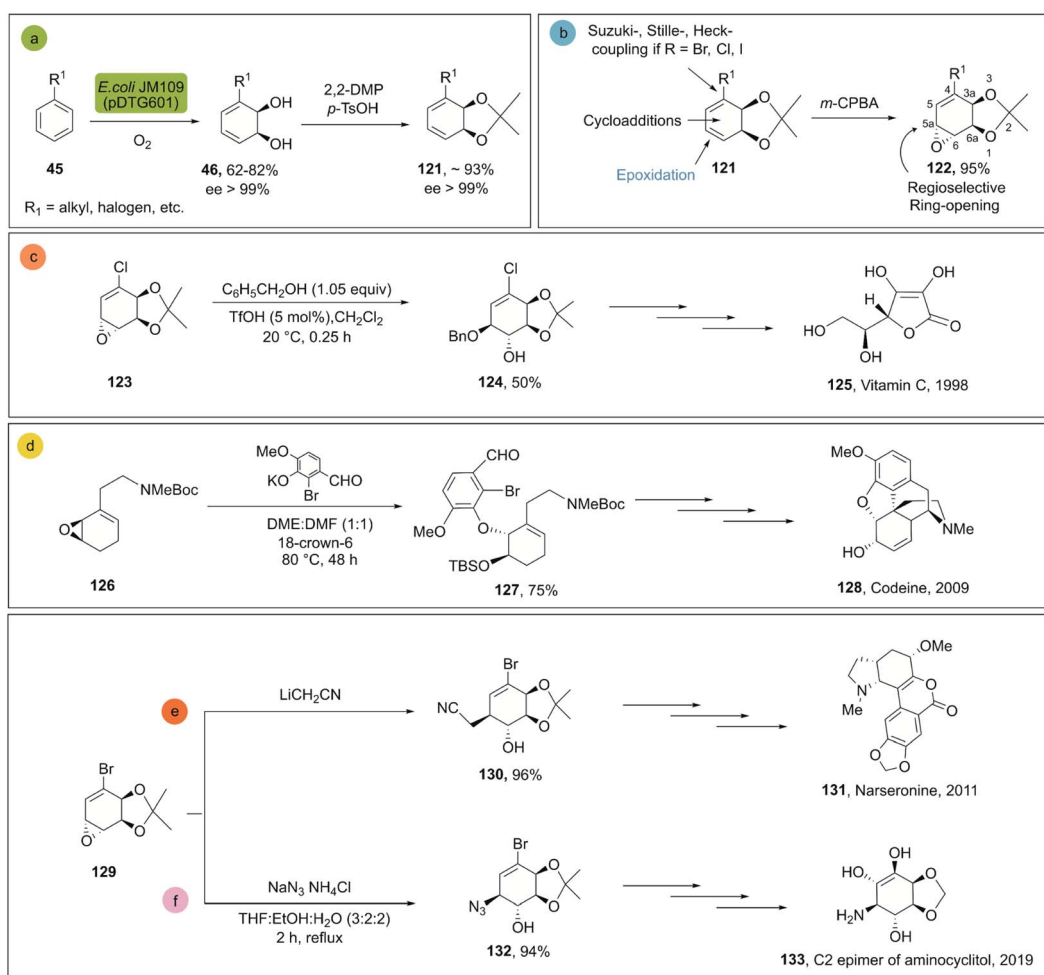 a
R¹
45
E.coli JM109
(pDTG601)
O₂
R¹
OH
OH
46, 62-82%
ee > 99%
2,2-DMP
p-TsOH
R¹
O
O
121, ~ 93%
ee > 99%
R₁ = alkyl, halogen, etc.
b
Suzuki-, Stille-, Heck-
coupling if R = Br, Cl, I
R¹
O
O
Cycloadditions
Epoxidation
121
m-CPBA
R¹
4
3
3a
O
5
2
5a
6a
O
O
6
1
122, 95%
Regioselective
Ring-opening
c
Cl
O
O
O
123
C₆H₅CH₂OH (1.05 equiv)
TfOH (5 mol%),CH₂Cl₂
20 °C, 0.25 h
Cl
O
O
BnO
OH
124, 50%
HO
OH
H
HO
O
O
OH
125, Vitamin C, 1998
d
NMeBoc
O
126
MeO
KO
CHO
Br
DME:DMF (1:1)
18-crown-6
80 °C, 48 h
CHO
Br
NMeBoc
MeO
O
TBSO
127, 75%
MeO
O
NMe
HO
128, Codeine, 2009
e
Br
O
O
O
129
LiCH₂CN
Br
O
O
NC
OH
130, 96%
OMe
N
Me
O
O
O
O
131, Narseronine, 2011
f
NaN₃ NH₄Cl
THF:EtOH:H₂O (3:2:2)
2 h, reflux
Br
O
O
N₃
OH
132, 94%
OH
HO
O
O
H₂N
OH
133, C2 epimer of aminocyclitol, 2019